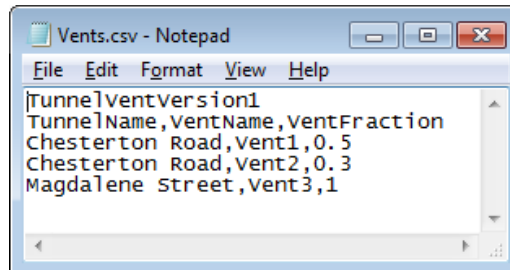 Vents.csv - Notepad
File Edit Format View Help
TunnelVentVersion1
TunnelName,VentName,VentFraction
Chesterton Road,Vent1,0.5
Chesterton Road,Vent2,0.3
Magdalene Street,Vent3,1